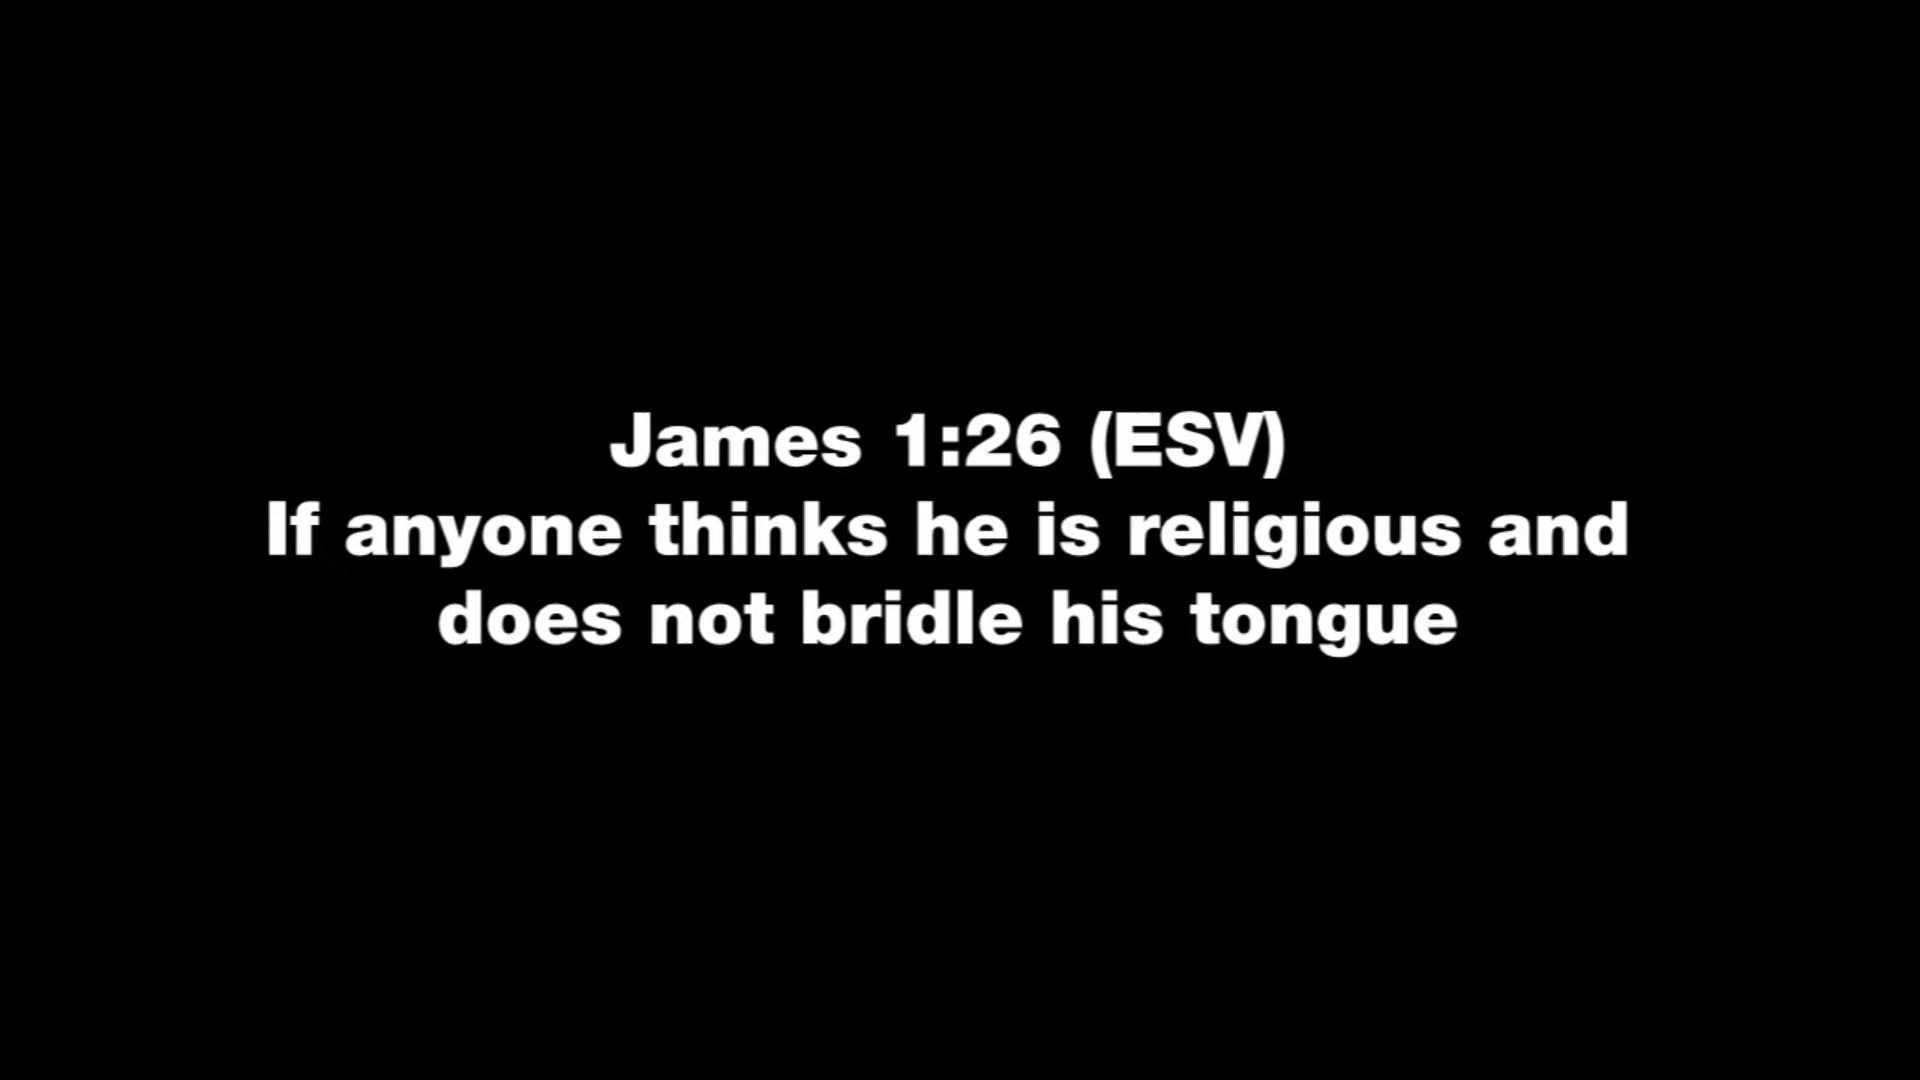 James 1:26 (ESV)
If anyone thinks he is religious and
does not bridle his tongue